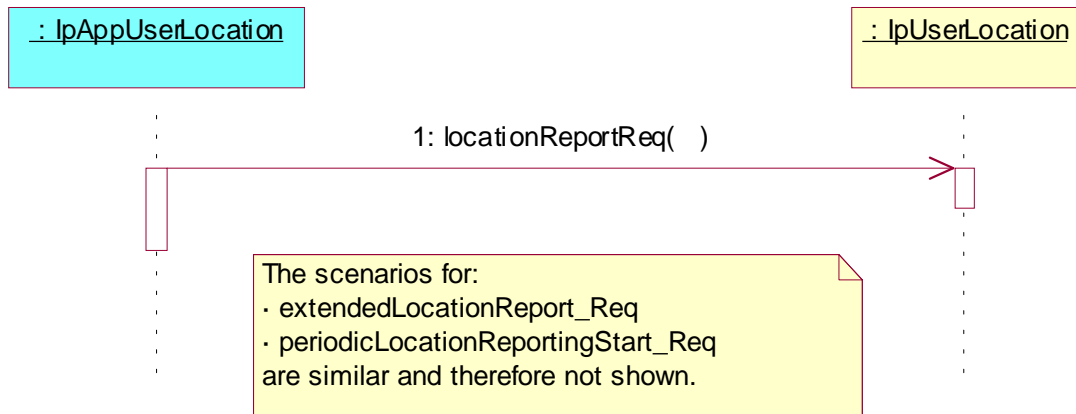 : IpAppUserLocation
: IpUserLocation
1: locationReportReq( )
The scenarios for:
· extendedLocationReport_Req
· periodicLocationReportingStart_Req
are similar and therefore not shown.